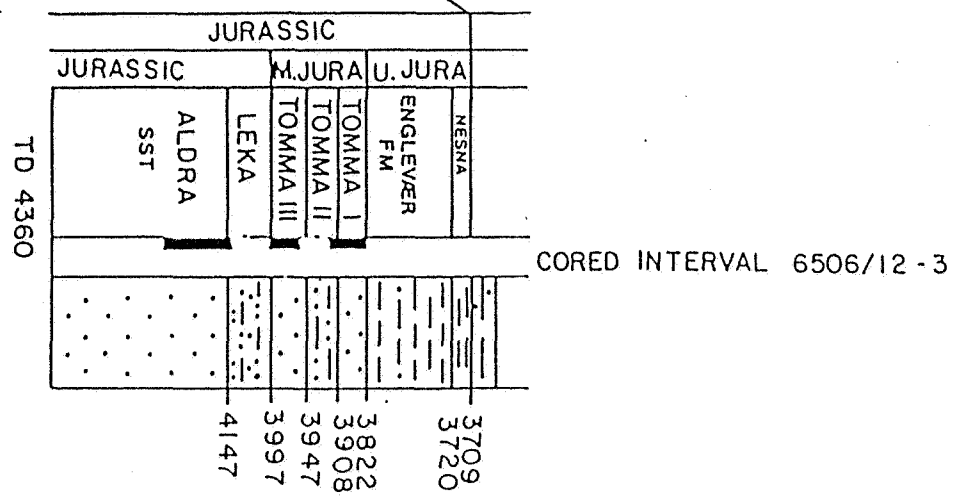 JURASSIC
JURASSIC
M.JURA
U. JURA
ALDRA
SST
LEKA
TOMMA III
TOMMA II
TOMMA I
ENGLEVÆR
FM
NESNA
TD 4360
CORED INTERVAL 6506/12-3
4147
3997
3947
3908
3822
3720
3709